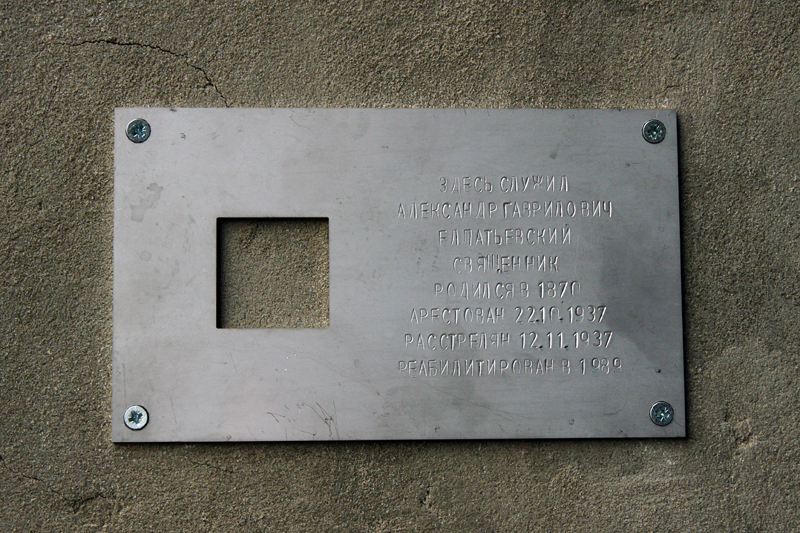 ЗДЕСЬ СЛУЖИЛ
АЛЕКСАНДР ГАВРИЛОВИЧ
ЕЛПАТЬЕВСКИЙ
СВЯЩЕННИК
РОДИЛСЯ В 1870
АРЕСТОВАН 22.10.1937
РАССТРЕЛЯН 12.11.1937
РЕАБИЛИТИРОВАН В 1989